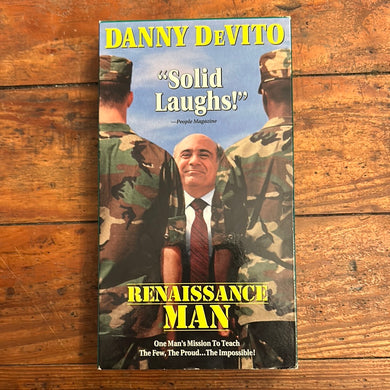 DANNY DeVITO
"Solid
Laughs!"
—People Magazine
RENAISSANCE
MAN
One Man's Mission To Teach
The Few, The Proud...The Impossible!